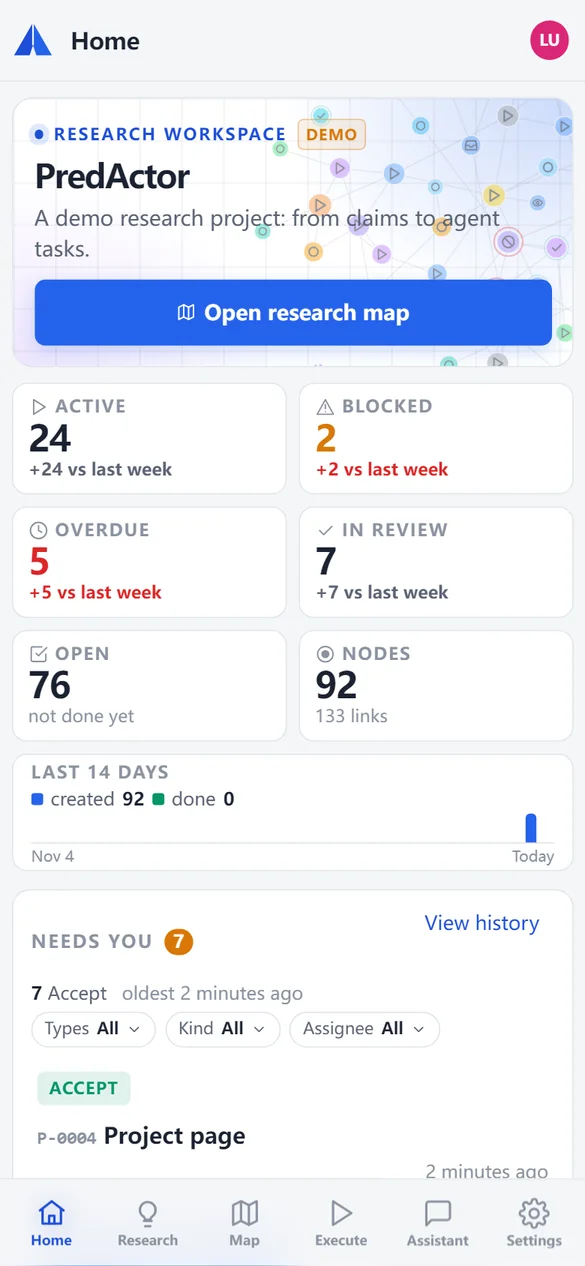 Home
LU
RESEARCH WORKSPACE DEMO
PredActor
A demo research project: from claims to agent
tasks.
Open research map
ACTIVE
24
+24 vs last week
BLOCKED
2
+2 vs last week
OVERDUE
5
+5 vs last week
IN REVIEW
7
+7 vs last week
OPEN
76
not done yet
NODES
92
133 links
LAST 14 DAYS
created 92 done 0
Nov 4
Today
View history
NEEDS YOU 7
7 Accept oldest 2 minutes ago
Types All
Kind All
Assignee All
ACCEPT
P-0004 Project page
2 minutes ago
Home
Research
Map
Execute
Assistant
Settings